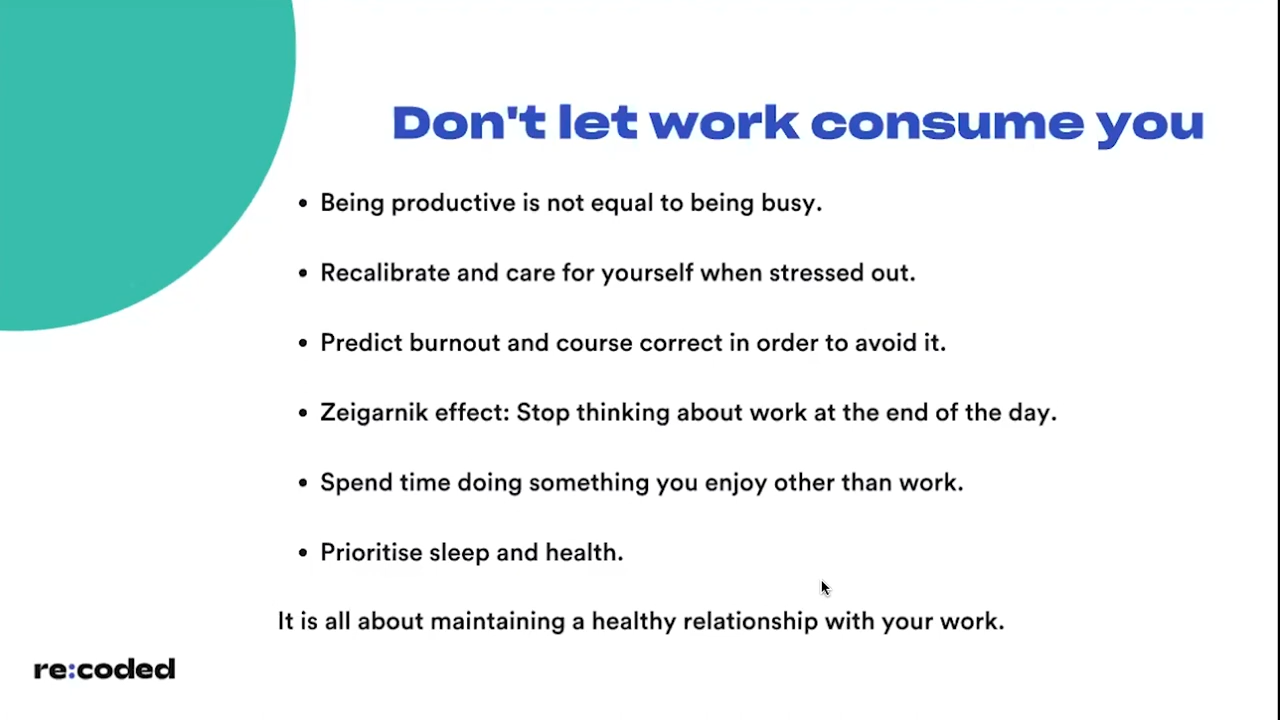 Don't let work consume you
• Being productive is not equal to being busy.
• Recalibrate and care for yourself when stressed out.
• Predict burnout and course correct in order to avoid it.
• Zeigarnik effect: Stop thinking about work at the end of the day.
• Spend time doing something you enjoy other than work.
• Prioritise sleep and health.
It is all about maintaining a healthy relationship with your work.
re:coded